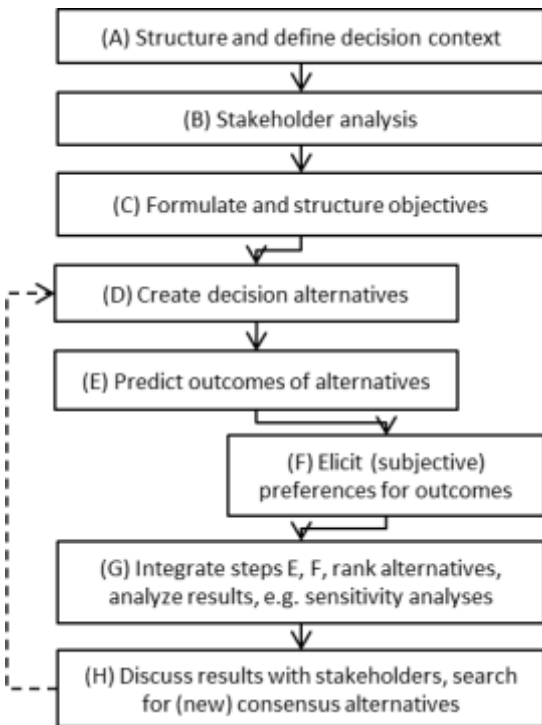 (A) Structure and define decision context
(B) Stakeholder analysis
(C) Formulate and structure objectives
(D) Create decision alternatives
(E) Predict outcomes of alternatives
(F) Elicit (subjective)
preferences for outcomes
(G) Integrate steps E, F, rank alternatives,
analyze results, e.g. sensitivity analyses
(H) Discuss results with stakeholders, search
for (new) consensus alternatives